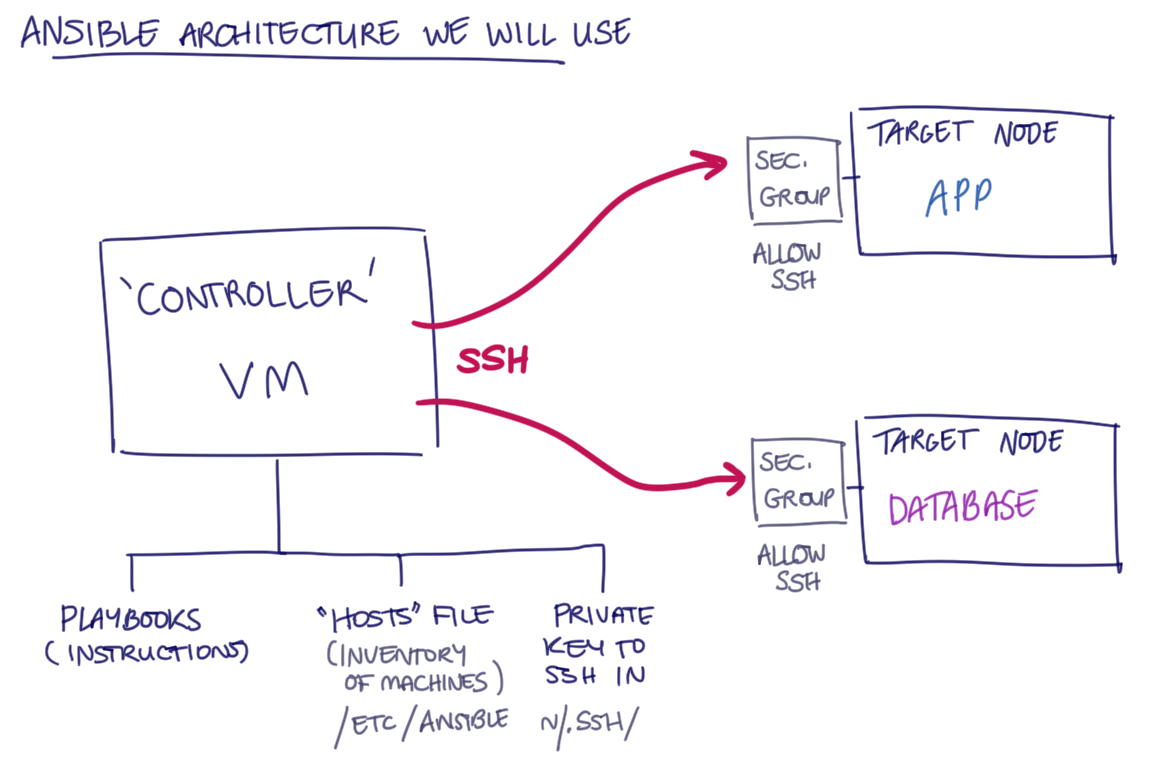 ANSIBLE ARCHITECTURE WE WILL USE
'CONTROLLER'
VM
SSH
SEC.
GROUP
ALLOW
SSH
TARGET NODE
APP
SEC.
GROUP
ALLOW
SSH
TARGET NODE
DATABASE
PLAYBOOKS
(INSTRUCTIONS)
"HOSTS" FILE
(INVENTORY
OF MACHINES)
/ETC/ANSIBLE
PRIVATE
KEY TO
SSH IN
~/.SSH/